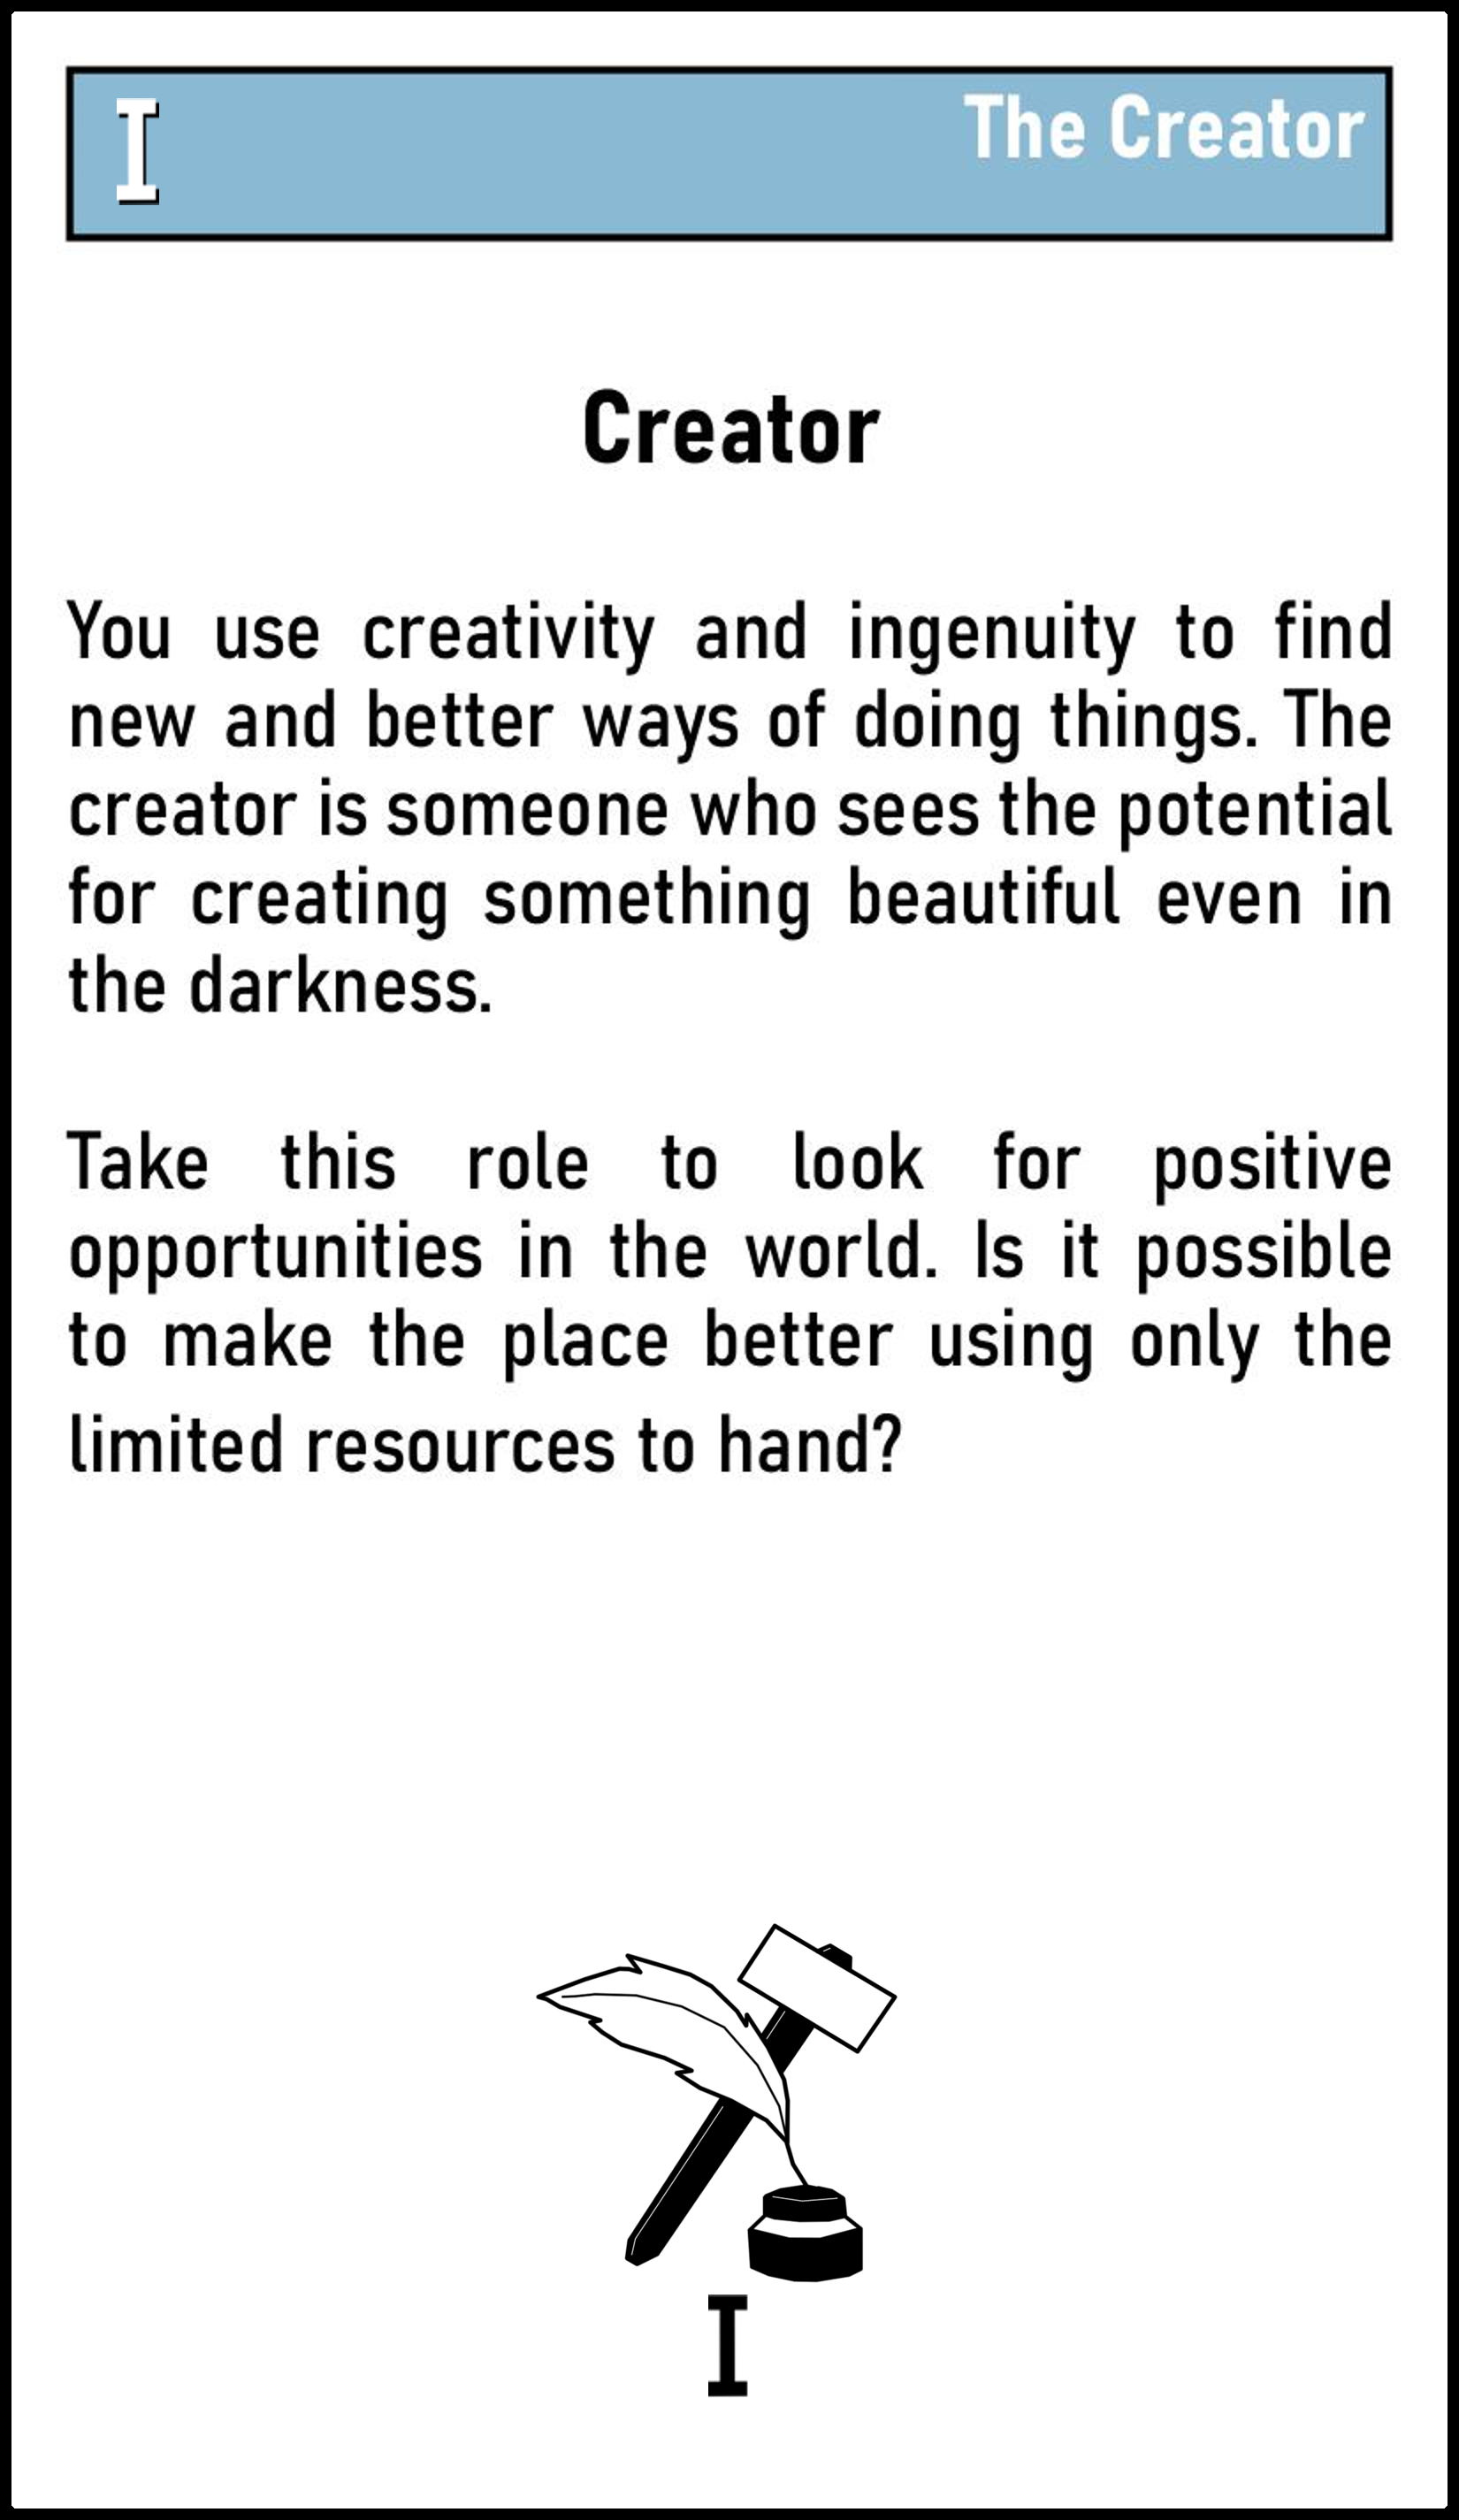 I
The Creator
Creator
You use creativity and ingenuity to find
new and better ways of doing things. The
creator is someone who sees the potential
for creating something beautiful even in
the darkness.
Take this role to look for positive
opportunities in the world. Is it possible
to make the place better using only the
limited resources to hand?
I